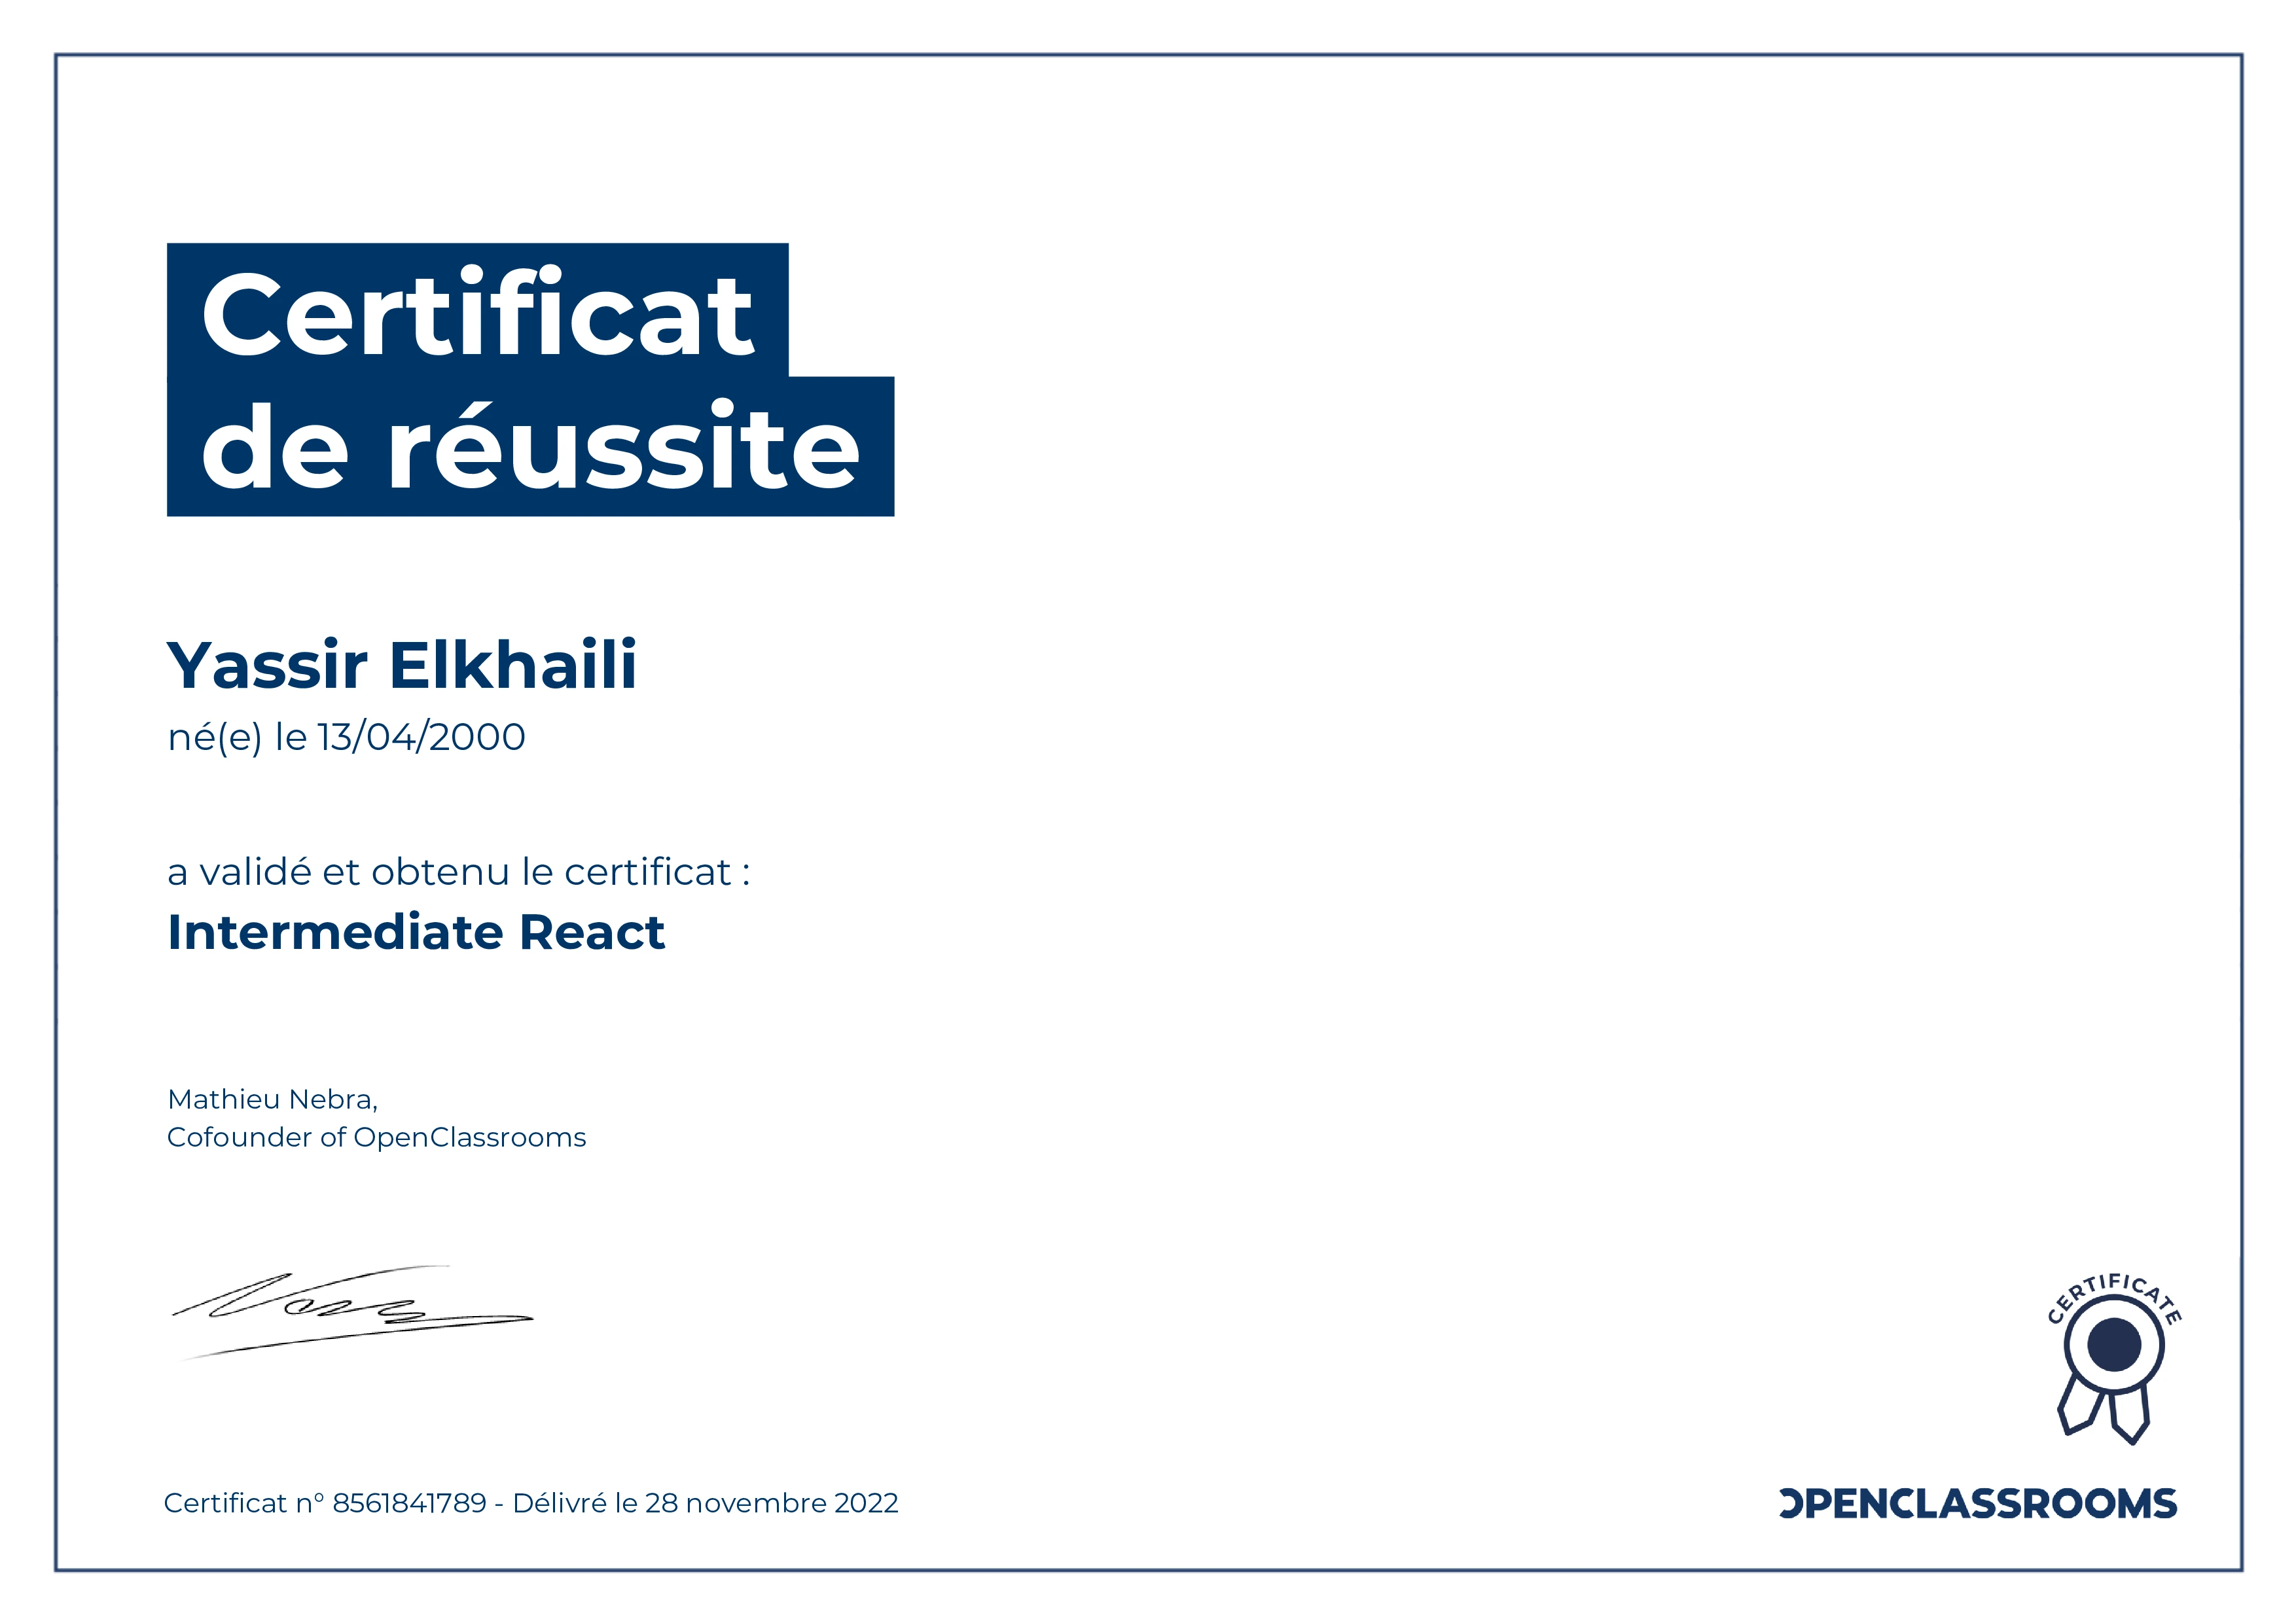 Certificat
de réussite
Yassir Elkhaili
né(e) le 13/04/2000
a validé et obtenu le certificat :
Intermediate React
Mathieu Nebra,
Cofounder of OpenClassrooms
CERTIFICATE
Certificat n° 8561841789 - Délivré le 28 novembre 2022
OPENCLASSROOMS